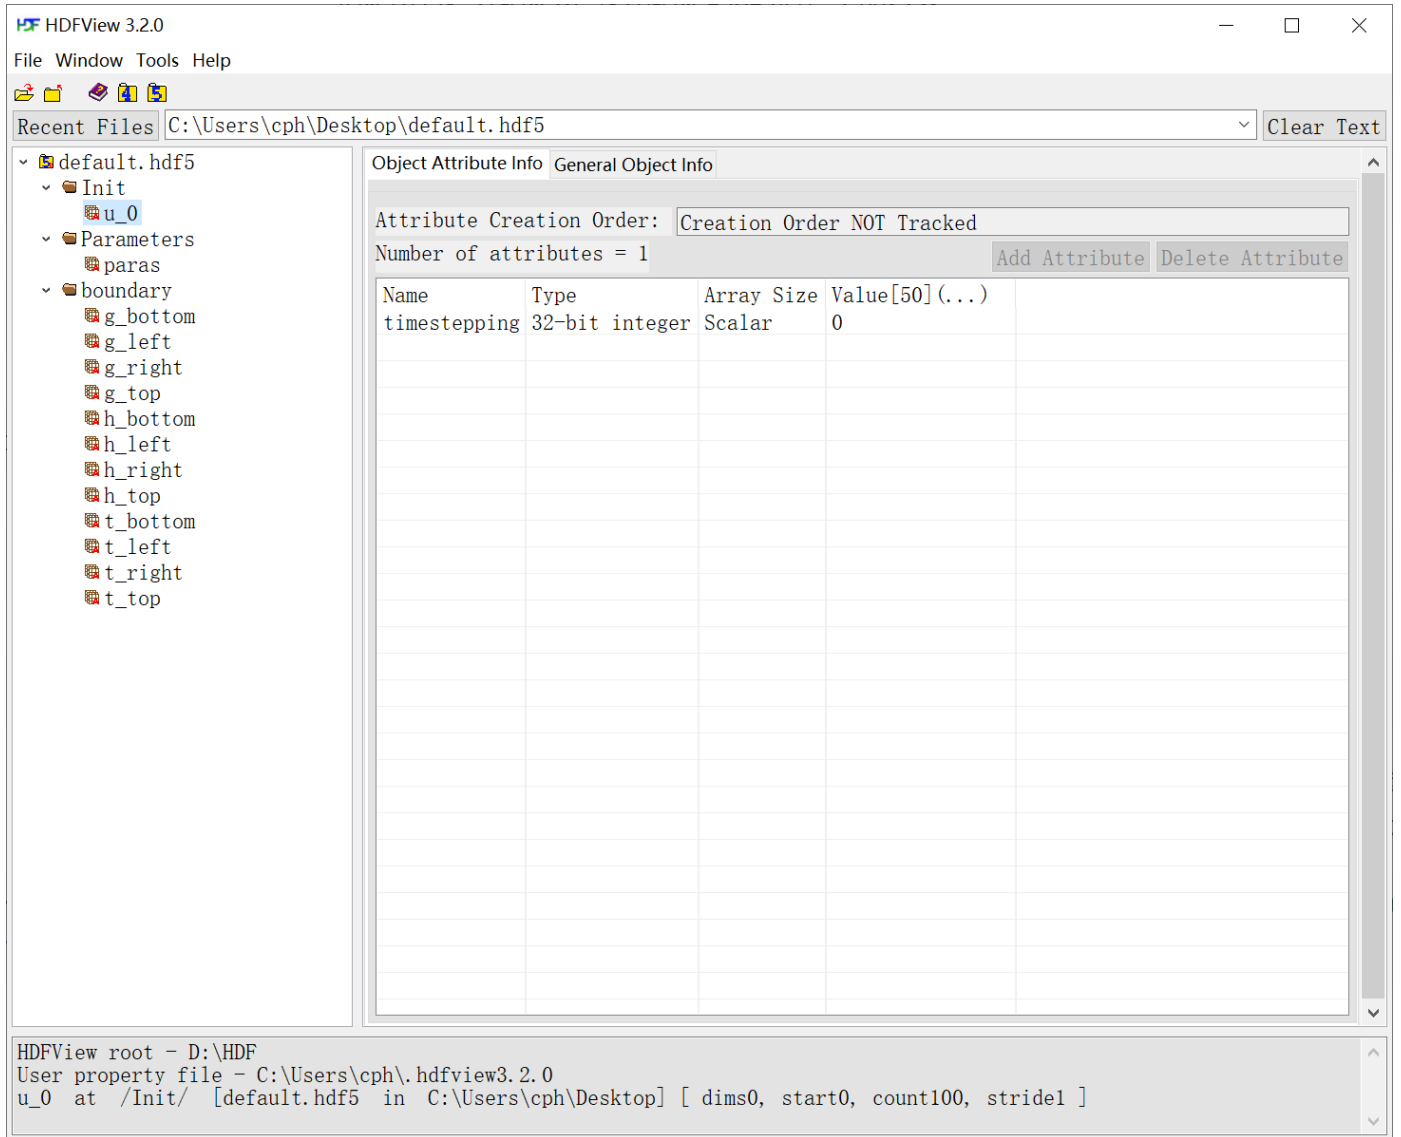 HDFView 3.2.0
File Window Tools Help
Recent Files C:\Users\cph\Desktop\default.hdf5 Clear Text
default.hdf5
Init
u_0
Parameters
paras
boundary
g_bottom
g_left
g_right
g_top
h_bottom
h_left
h_right
h_top
t_bottom
t_left
t_right
t_top
Object Attribute Info General Object Info
Attribute Creation Order: Creation Order NOT Tracked
Number of attributes = 1 Add Attribute Delete Attribute
Name Type Array Size Value[50](...)
timestepping 32-bit integer Scalar 0
HDFView root - D:\HDF
User property file - C:\Users\cph\.hdfview3.2.0
u_0 at /Init/ [default.hdf5 in C:\Users\cph\Desktop] [ dims0, start0, count100, stride1 ]